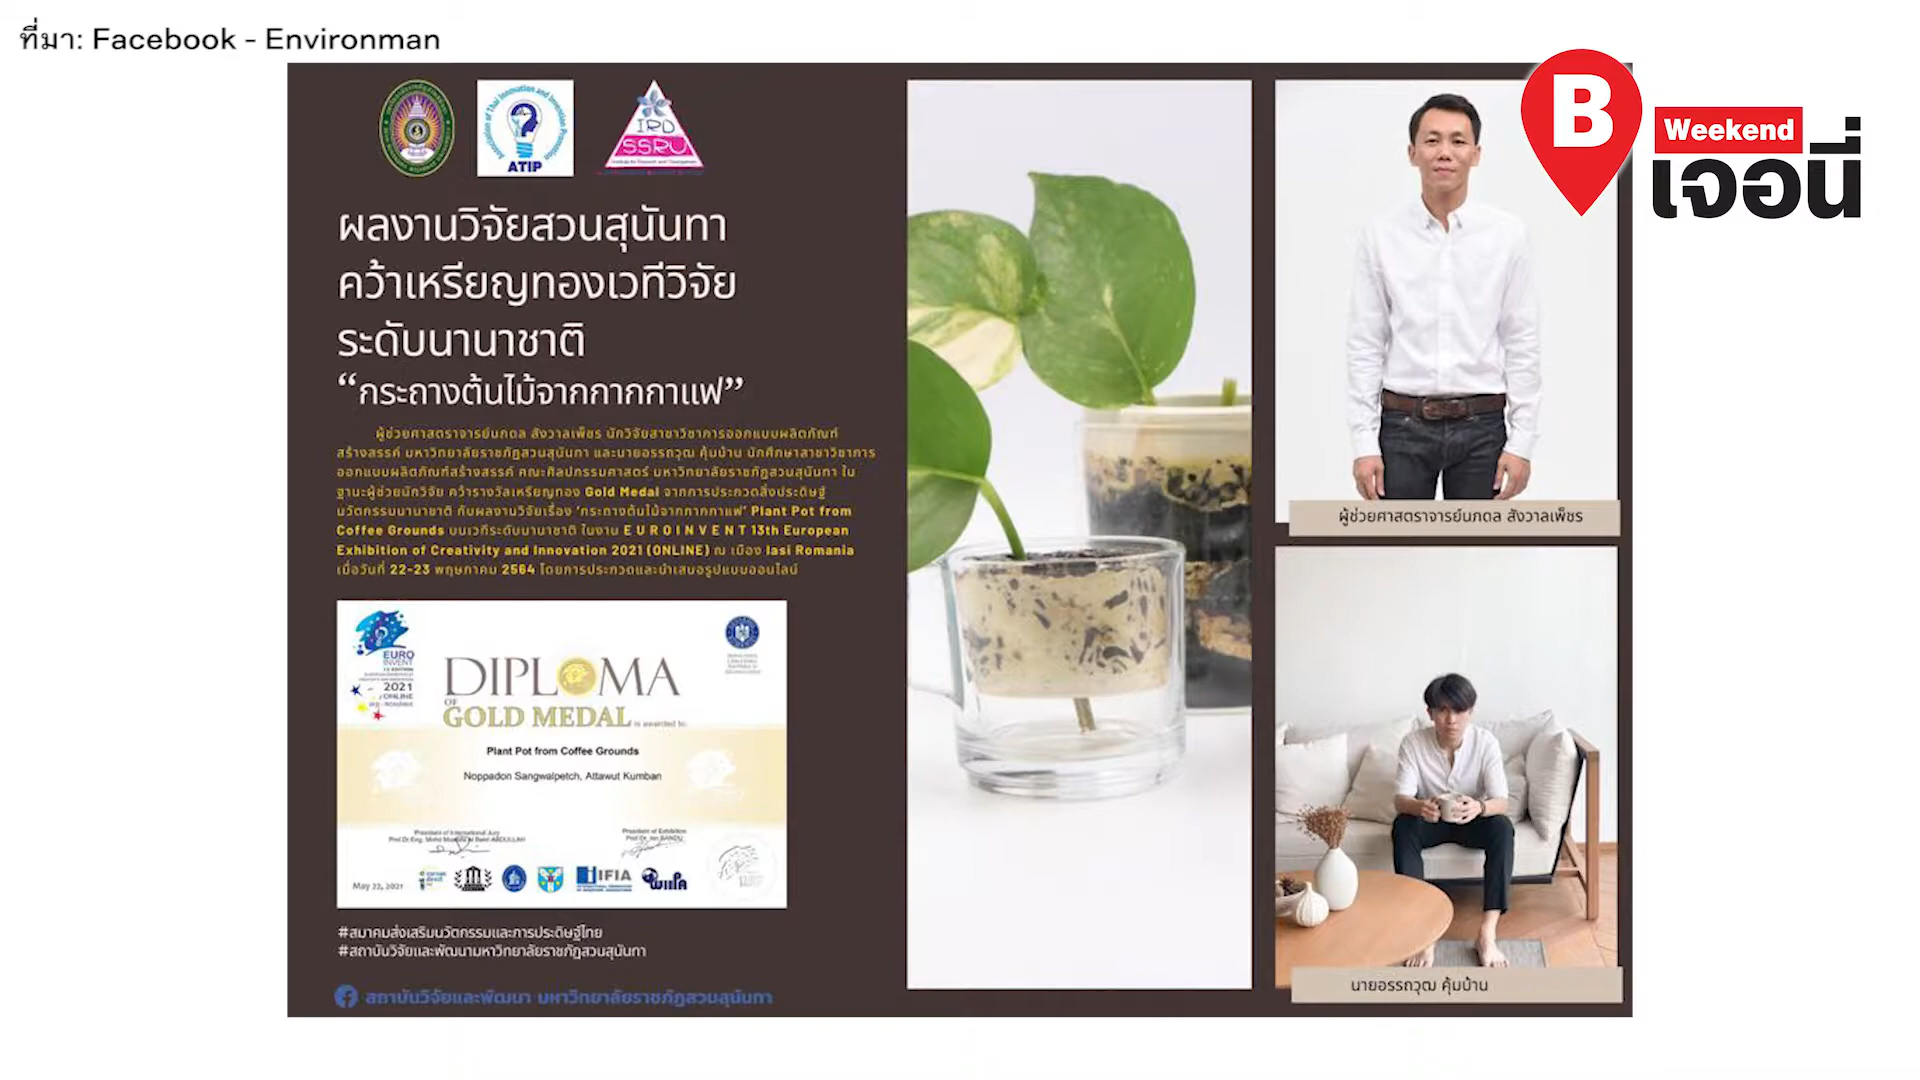 ที่มา: Facebook - Environman
B
Weekend
เจอนี่
Association of Thai Innovation and Invention Promotion
ATIP
IRD
SSRU
ผลงานวิจัยสวนสุนันทา
คว้าเหรียญทองเวทีวิจัย
ระดับนานาชาติ
“กระถางต้นไม้จากกากกาแฟ”
ผู้ช่วยศาสตราจารย์นภดล สังวาลเพ็ชร นักวิจัยสาขาวิชาการออกแบบผลิตภัณฑ์
สร้างสรรค์ มหาวิทยาลัยราชภัฏสวนสุนันทา และนายอรรถวุฒ คุ้มบ้าน นักศึกษาสาขาวิชาการ
ออกแบบผลิตภัณฑ์สร้างสรรค์ คณะศิลปกรรมศาสตร์ มหาวิทยาลัยราชภัฏสวนสุนันทา ใน
ฐานะผู้ช่วยนักวิจัย คว้ารางวัลเหรียญทอง Gold Medal จากการประกวดสิ่งประดิษฐ์
นวัตกรรมนานาชาติ กับผลงานวิจัยเรื่อง ‘กระถางต้นไม้จากกากกาแฟ’ Plant Pot from
Coffee Grounds บนเวทีระดับนานาชาติ ในงาน E U R O I N V E N T 13th European
Exhibition of Creativity and Innovation 2021 (ONLINE) ณ เมือง Iasi Romania
เมื่อวันที่ 22-23 พฤษภาคม 2564 โดยการประกวดและนำเสนอรูปแบบออนไลน์
EURO
INVENT
2021
ONLINE
DIPLOMA
OF
GOLD MEDAL is awarded to:
Plant Pot from Coffee Grounds
Noppadon Sangwalpetch, Attawut Kumban
President of International Jury
President of Exhibition
May 22, 2021
IFIA
WIIPA
#สมาคมส่งเสริมนวัตกรรมและการประดิษฐ์ไทย
#สถาบันวิจัยและพัฒนามหาวิทยาลัยราชภัฏสวนสุนันทา
สถาบันวิจัยและพัฒนา มหาวิทยาลัยราชภัฏสวนสุนันทา
ผู้ช่วยศาสตราจารย์นภดล สังวาลเพ็ชร
นายอรรถวุฒ คุ้มบ้าน